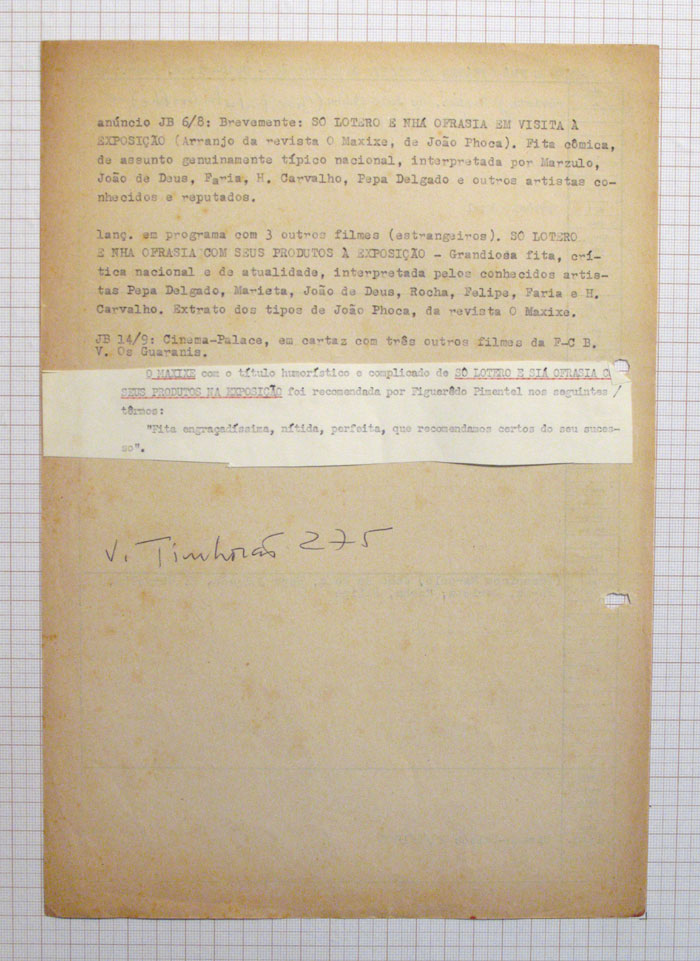 anúncio JB 6/8: Brevemente: SÔ LOTERO E NHÁ OFRASIA EM VISITA À
EXPOSIÇÃO (Arranjo da revista O Maxixe, de João Phoca). Fita cômica,
de assunto genuinamente típico nacional, interpretada por Marzulo,
João de Deus, Faria, H. Carvalho, Pepa Delgado e outros artistas co-
nhecidos e reputados.
lanç. em programa com 3 outros filmes (estrangeiros). SÔ LOTERO
E NHA OFRASIA COM SEUS PRODUTOS À EXPOSIÇÃO - Grandiosa fita, crí-
tica nacional e de atualidade, interpretada pelos conhecidos artis-
tas Pepa Delgado, Marieta, João de Deus, Rocha, Felipe, Faria e H.
Carvalho. Extrato dos tipos de João Phoca, da revista O Maxixe.
JB 14/9: Cinema-Palace, em cartaz com três outros filmes da F-C B.
V. Os Guaranis.
O MAXIXE com o título humorístico e complicado de SÔ LOTERO E SIÁ OFRASIA C
SEUS PRODUTOS NA EXPOSIÇÃO foi recomendada por Figuerêdo Pimentel nos seguintes /
têrmos:
"Fita engraçadíssima, nítida, perfeita, que recomendamos certos do seu suces-
so".
V. Tinhorão 275